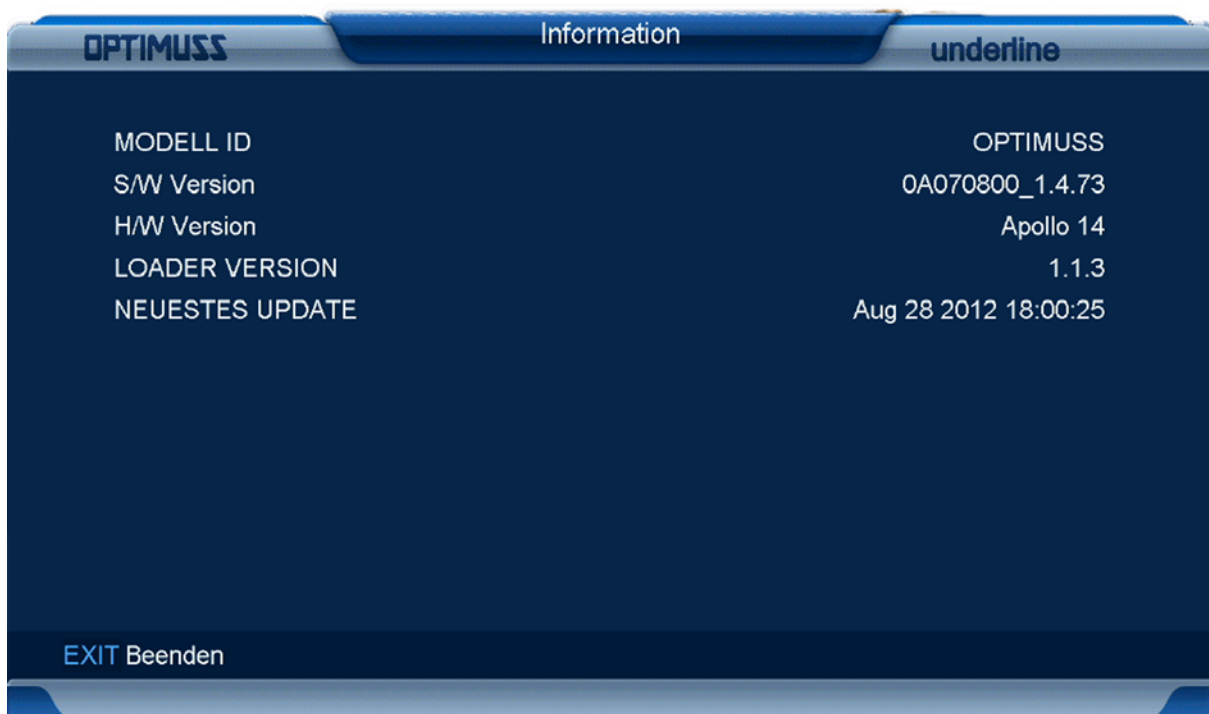 OPTIMUSS Information underline
MODELL ID OPTIMUSS
S/W Version 0A070800_1.4.73
H/W Version Apollo 14
LOADER VERSION 1.1.3
NEUESTES UPDATE Aug 28 2012 18:00:25
EXIT Beenden